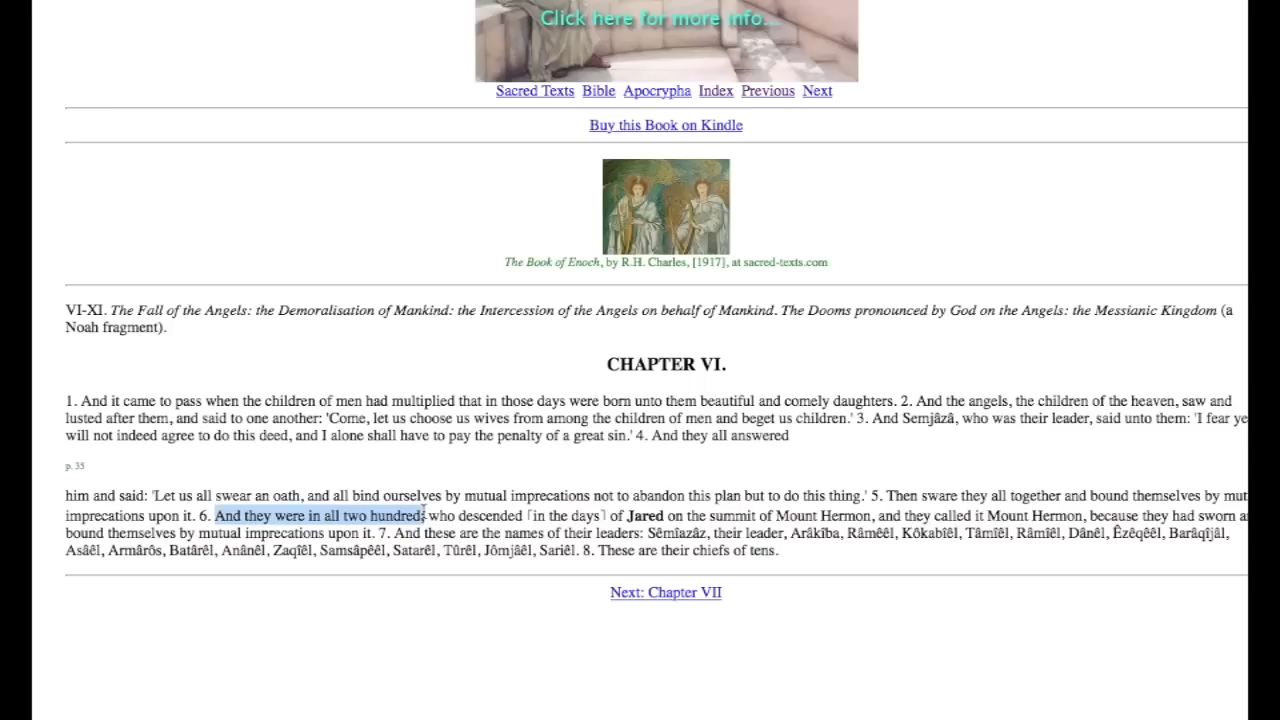 Click here for more info...
Sacred Texts Bible Apocrypha Index Previous Next
Buy this Book on Kindle
The Book of Enoch, by R.H. Charles, [1917], at sacred-texts.com
VI-XI. The Fall of the Angels: the Demoralisation of Mankind: the Intercession of the Angels on behalf of Mankind. The Dooms pronounced by God on the Angels: the Messianic Kingdom (a
Noah fragment).
CHAPTER VI.
1. And it came to pass when the children of men had multiplied that in those days were born unto them beautiful and comely daughters. 2. And the angels, the children of the heaven, saw and
lusted after them, and said to one another: 'Come, let us choose us wives from among the children of men and beget us children.' 3. And Semjâzâ, who was their leader, said unto them: 'I fear ye
will not indeed agree to do this deed, and I alone shall have to pay the penalty of a great sin.' 4. And they all answered
p. 35
him and said: 'Let us all swear an oath, and all bind ourselves by mutual imprecations not to abandon this plan but to do this thing.' 5. Then sware they all together and bound themselves by mut
imprecations upon it. 6. And they were in all two hundred; who descended ⌈in the days⌉ of Jared on the summit of Mount Hermon, and they called it Mount Hermon, because they had sworn a
bound themselves by mutual imprecations upon it. 7. And these are the names of their leaders: Sêmîazâz, their leader, Arâkîba, Râmêêl, Kôkabîêl, Tâmîêl, Râmîêl, Dânêl, Êzêqêêl, Barâqîjâl,
Asâêl, Armârôs, Batârêl, Anânêl, Zaqîêl, Samsâpêêl, Satarêl, Tûrêl, Jômjâêl, Sariêl. 8. These are their chiefs of tens.
Next: Chapter VII